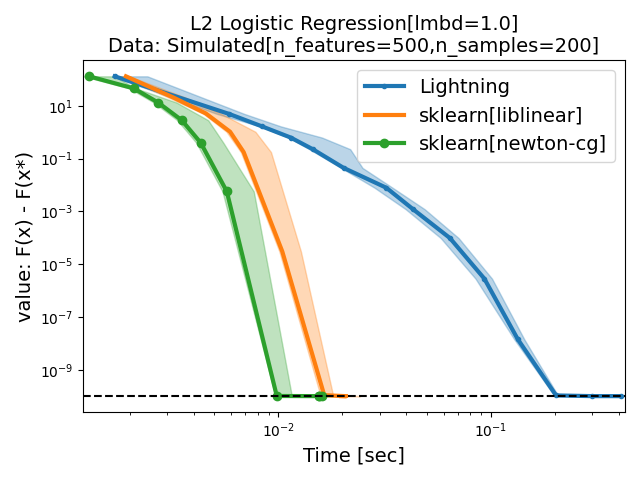 L2 Logistic Regression[lmbd=1.0]
Data: Simulated[n_features=500,n_samples=200]
value: F(x) - F(x*)
10¹
10⁻¹
10⁻³
10⁻⁵
10⁻⁷
10⁻⁹
Lightning
sklearn[liblinear]
sklearn[newton-cg]
10⁻² 10⁻¹
Time [sec]